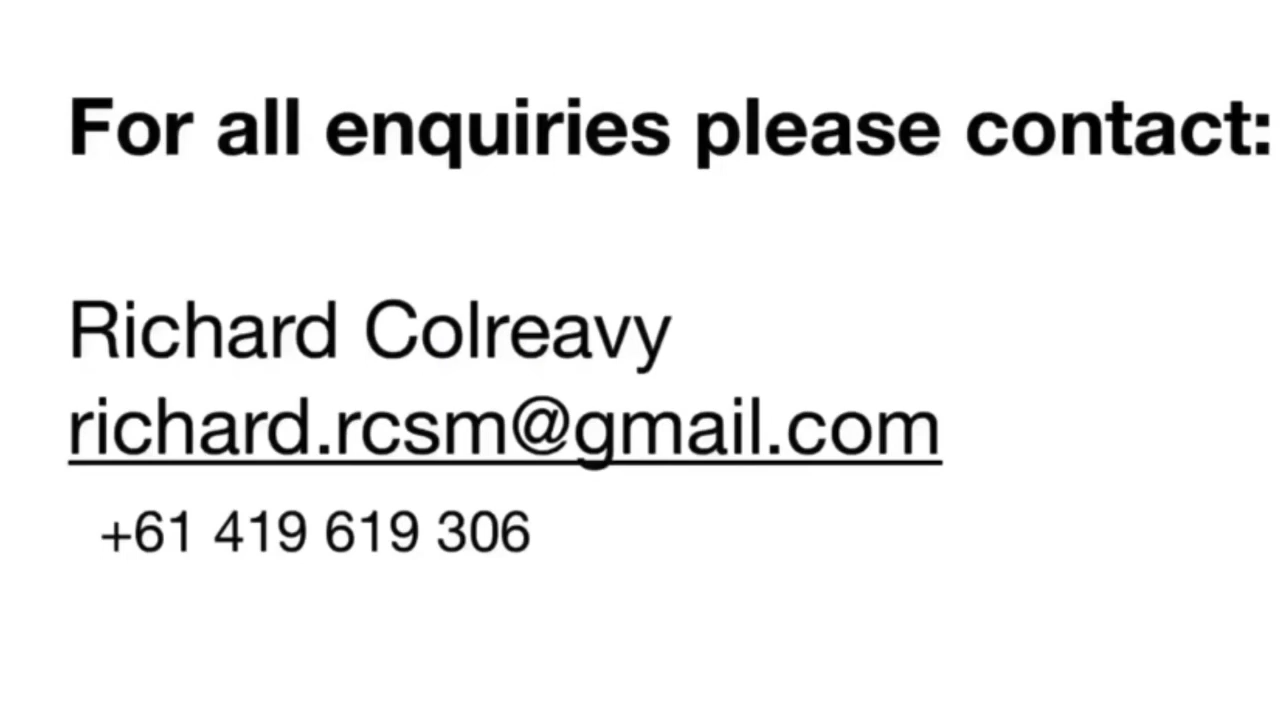 For all enquiries please contact:
Richard Colreavy
richard.rcsm@gmail.com
+61 419 619 306